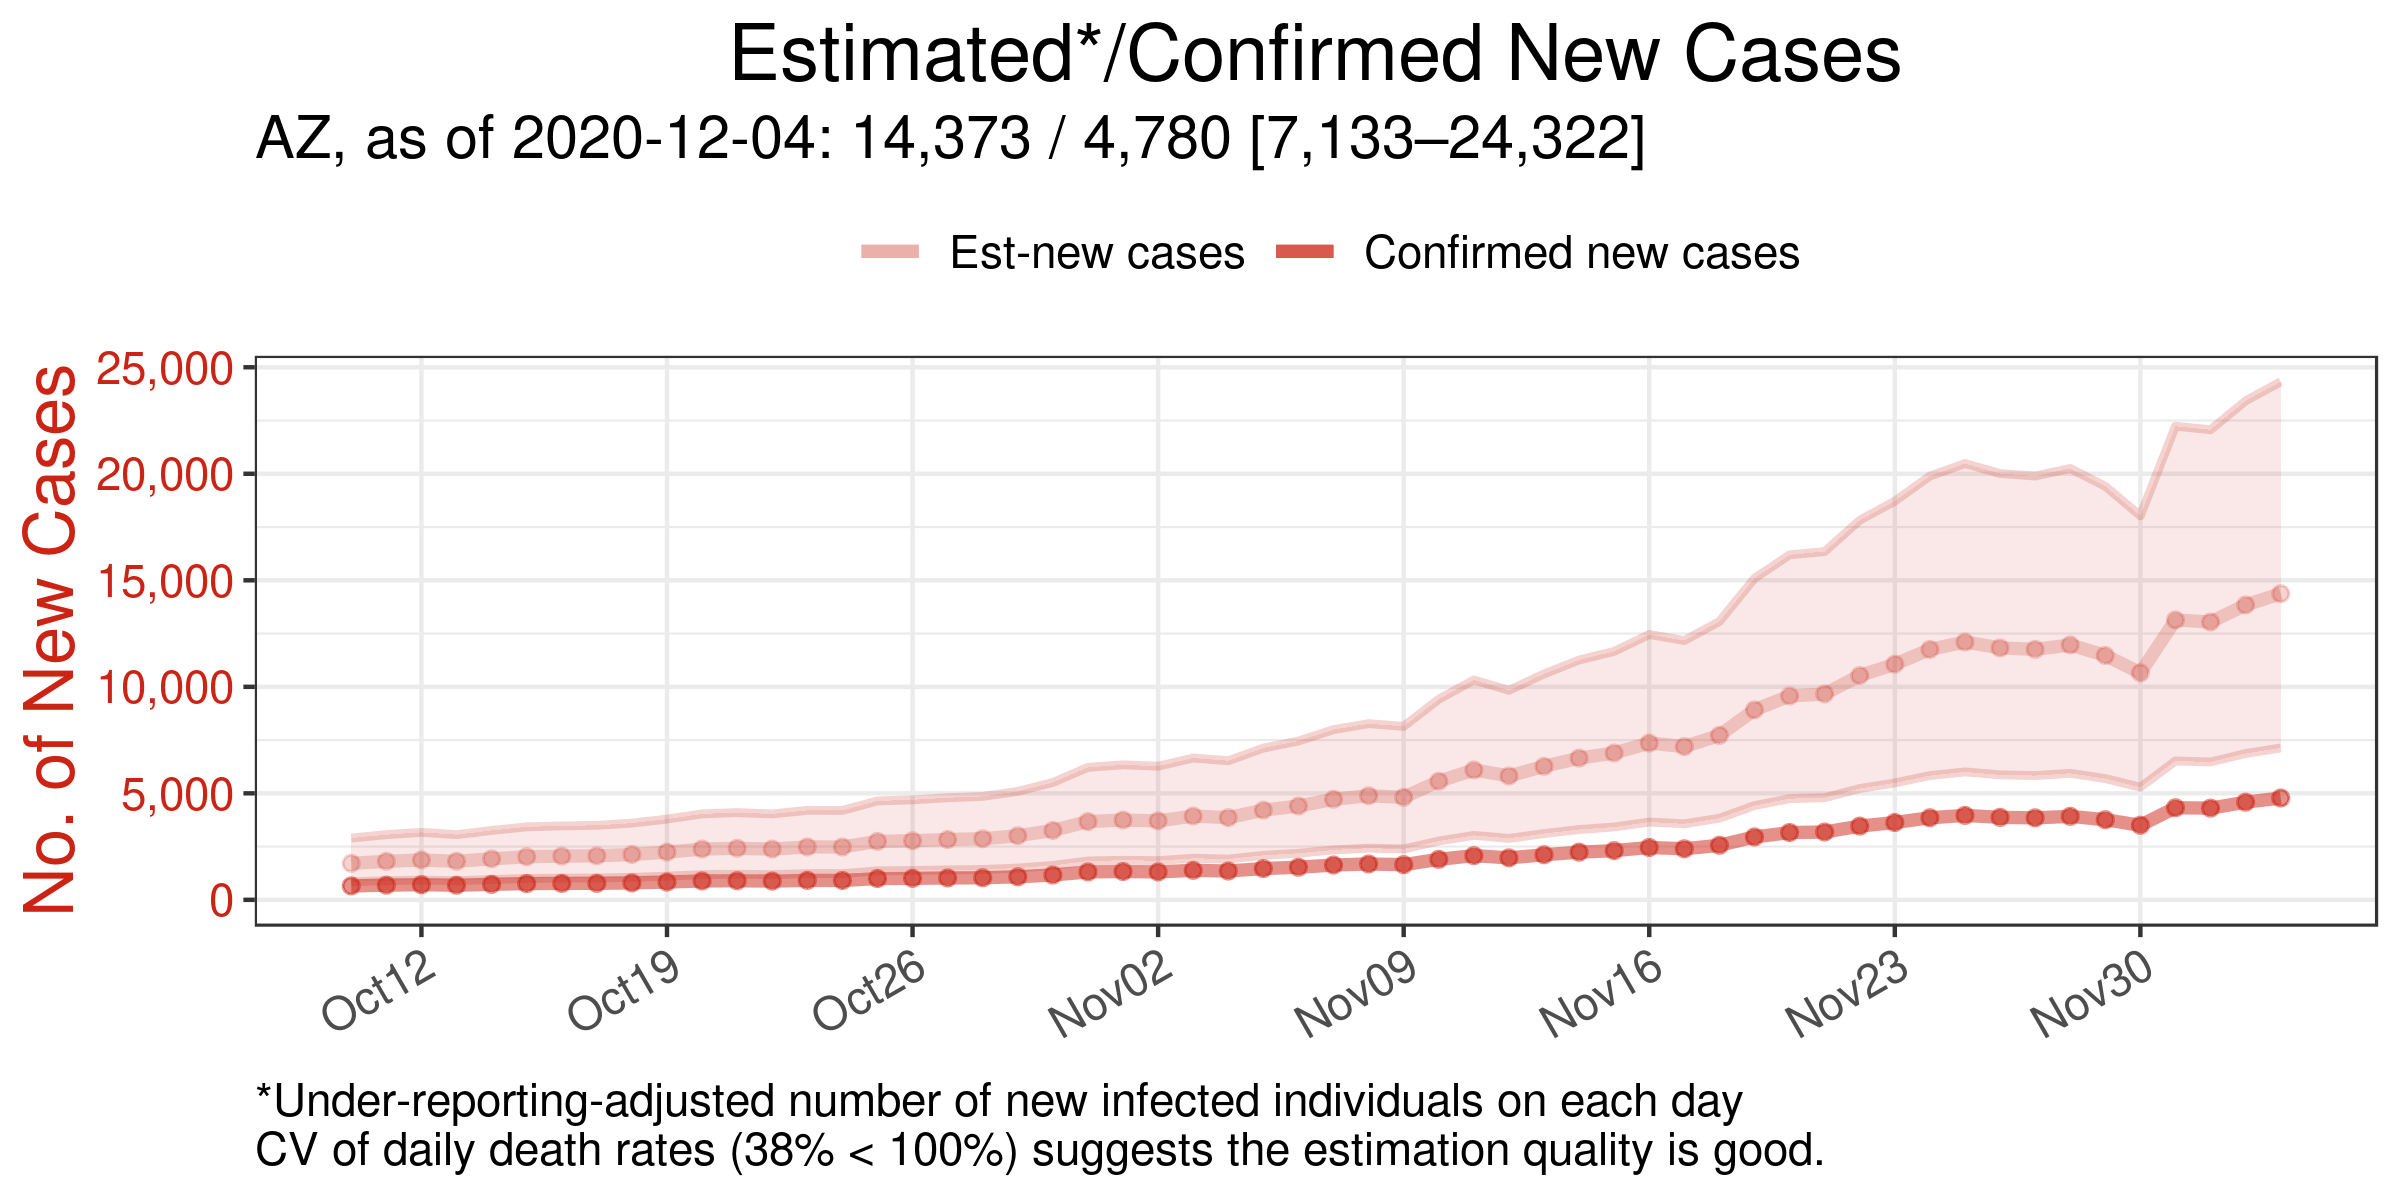 Estimated*/Confirmed New Cases
AZ, as of 2020-12-04: 14,373 / 4,780 [7,133–24,322]
Est-new cases
Confirmed new cases
No. of New Cases
25,000
20,000
15,000
10,000
5,000
0
Oct12
Oct19
Oct26
Nov02
Nov09
Nov16
Nov23
Nov30
*Under-reporting-adjusted number of new infected individuals on each day
CV of daily death rates (38% < 100%) suggests the estimation quality is good.